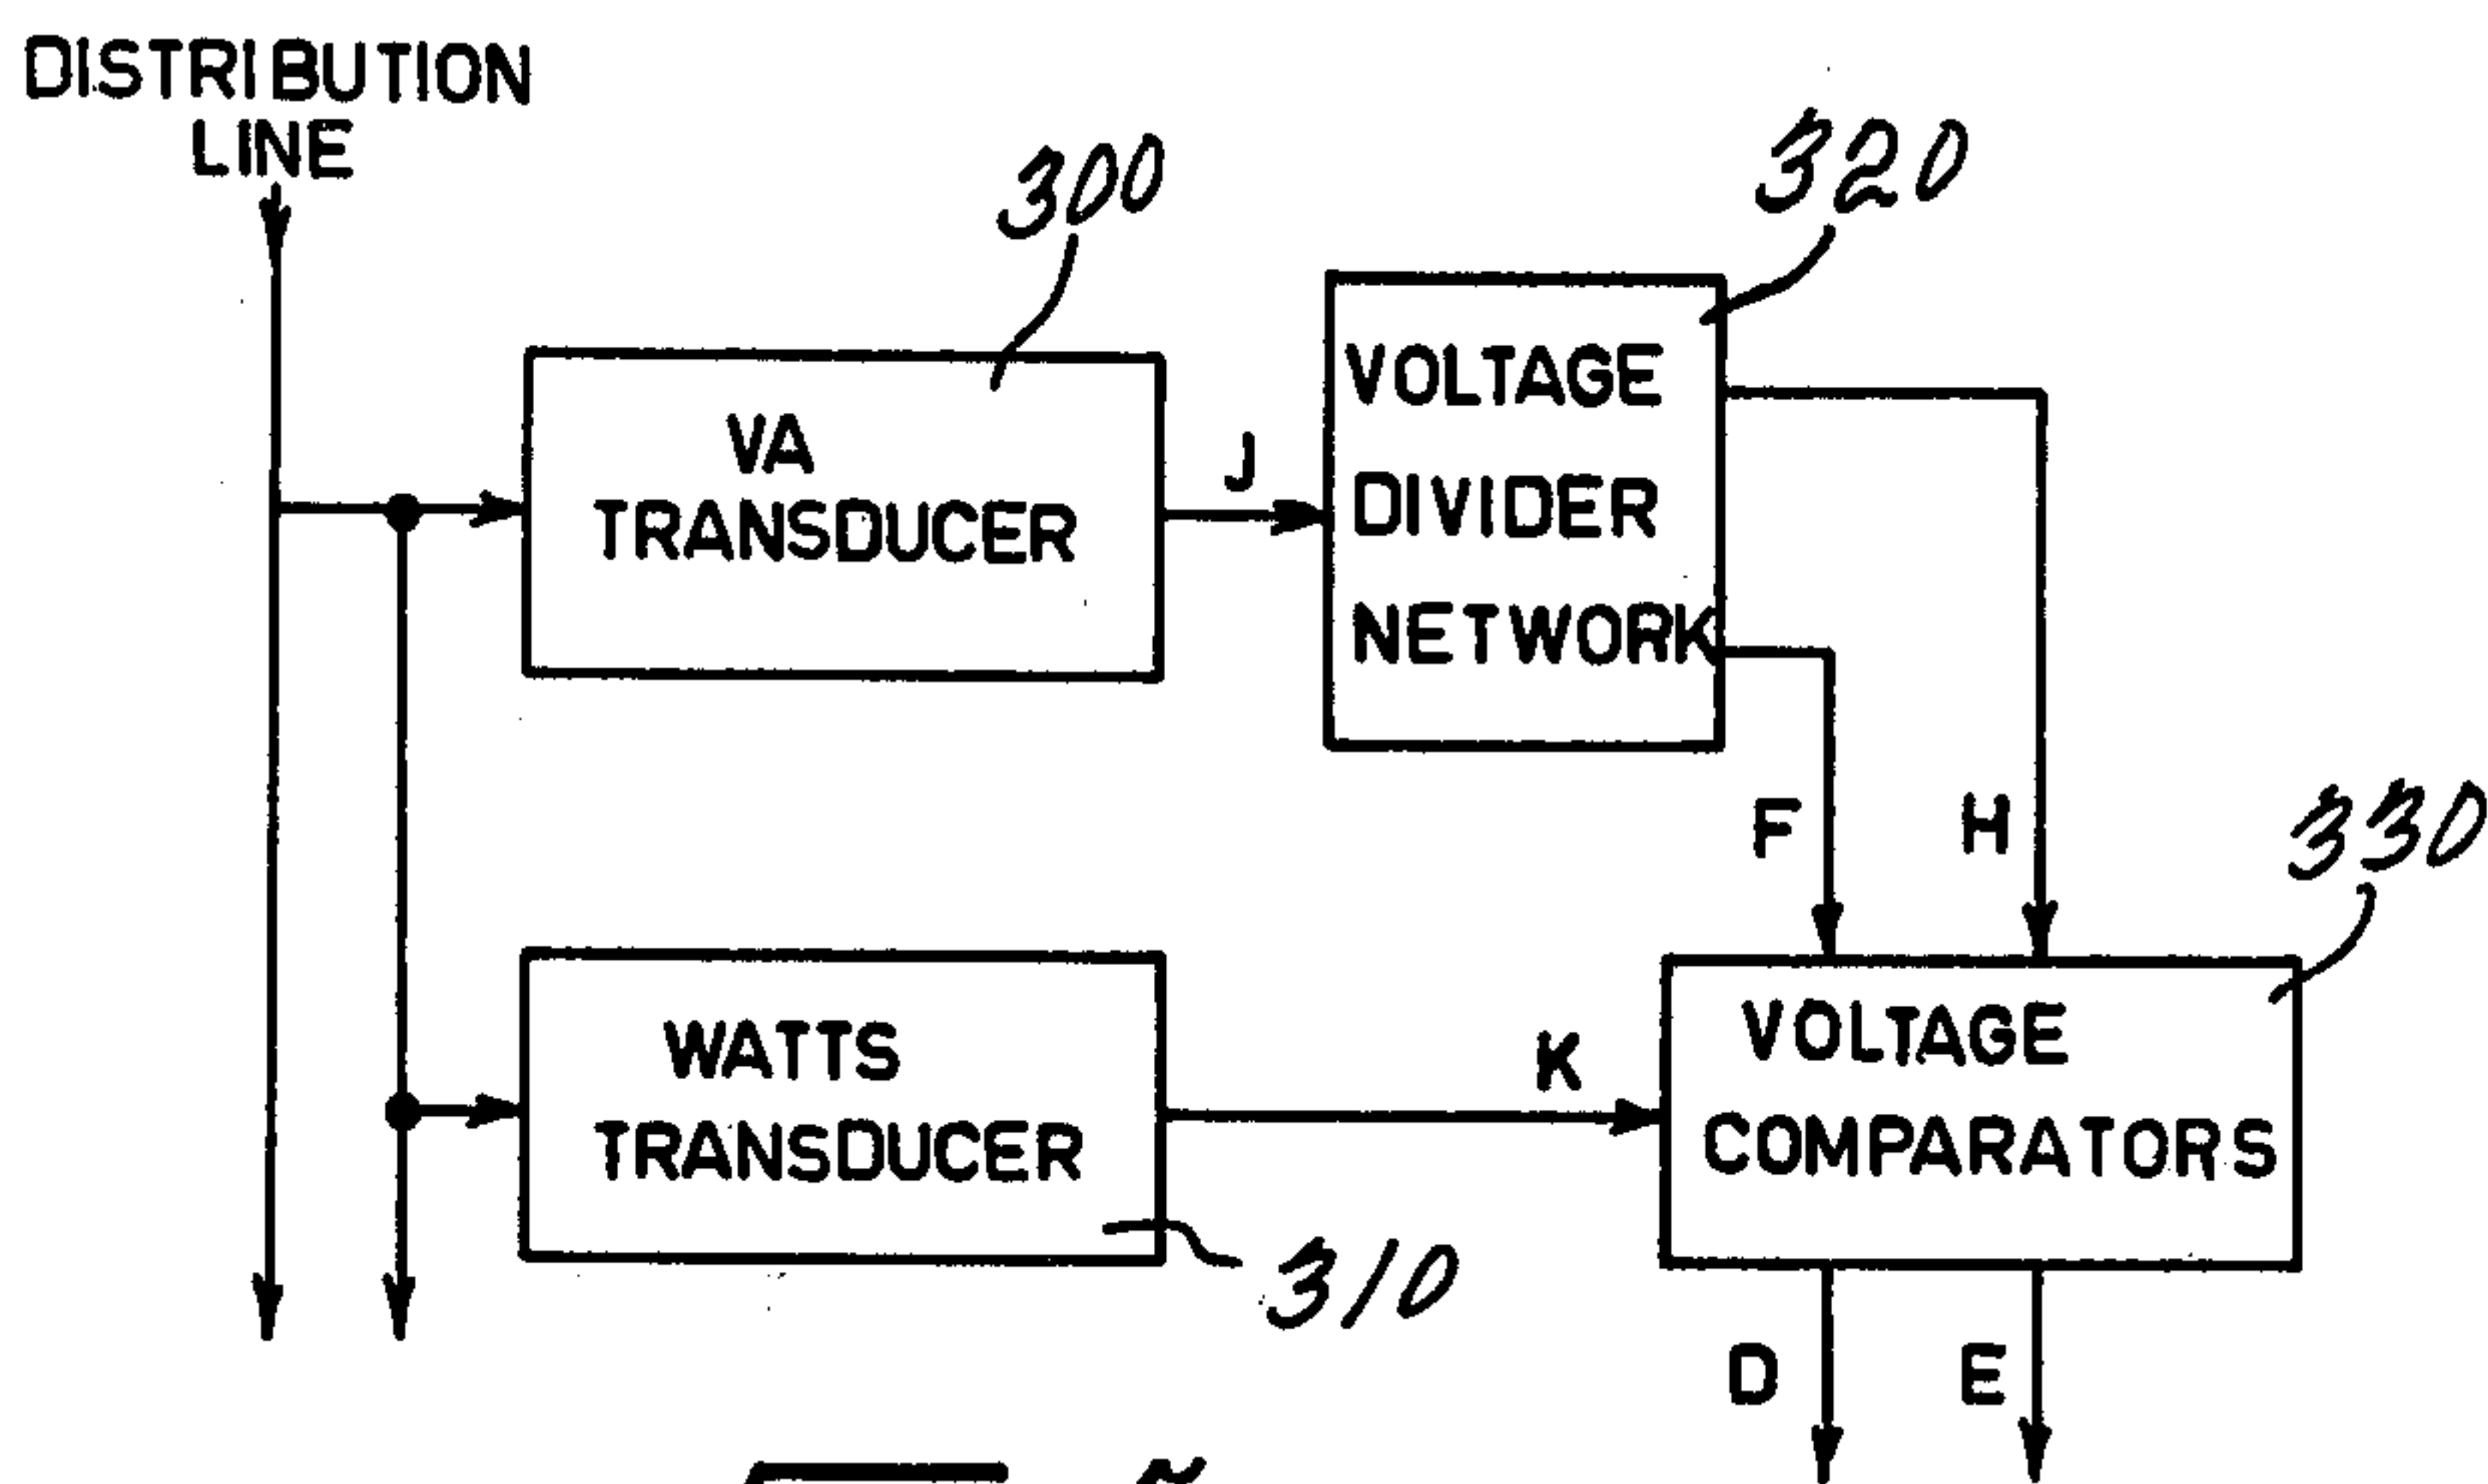 DISTRIBUTION
LINE
300
320
VA
TRANSDUCER
J
VOLTAGE
DIVIDER
NETWORK
F
H
330
WATTS
TRANSDUCER
K
VOLTAGE
COMPARATORS
310
D
E